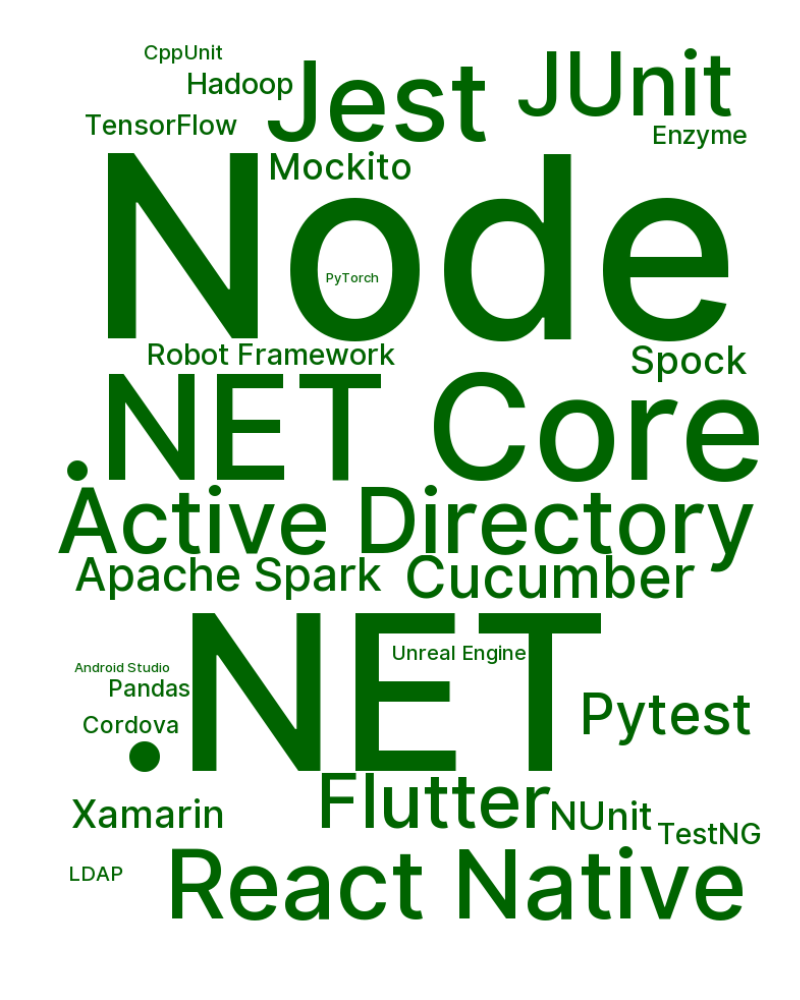 CppUnit
Hadoop
Jest
JUnit
TensorFlow
Enzyme
Mockito
Node
PyTorch
Robot Framework
Spock
.NET Core
Active Directory
Apache Spark
Cucumber
.NET
Unreal Engine
Android Studio
Pandas
Cordova
Pytest
Flutter
Xamarin
NUnit
TestNG
LDAP
React Native